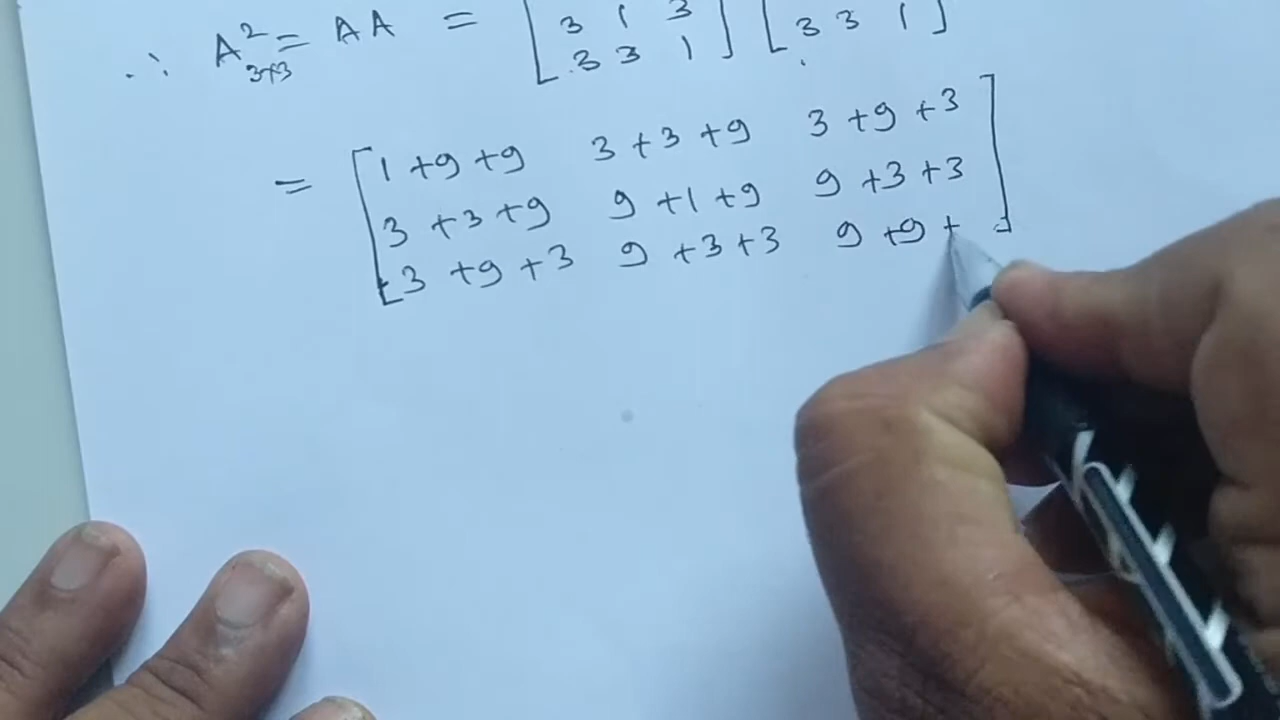 ∴ A² = AA = [ 3 1 3 ] [
3×3 [ 3 3 1 ] [ 3 3 1 ]
= [ 1+9+9 3+3+9 3+9+3 ]
[ 3+3+9 9+1+9 9+3+3 ]
[ 3+9+3 9+3+3 9+9+ ]